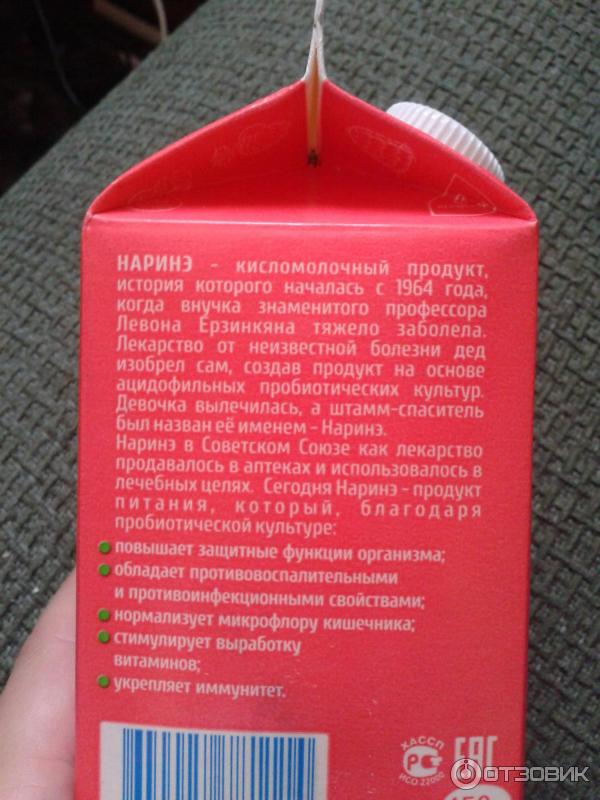 НАРИНЭ - кисломолочный продукт,
история которого началась с 1964 года,
когда внучка знаменитого профессора
Левона Ерзинкяна тяжело заболела.
Лекарство от неизвестной болезни дед
изобрел сам, создав продукт на основе
ацидофильных пробиотических культур.
Девочка вылечилась, а штамм-спаситель
был назван её именем - Наринэ.
Наринэ в Советском Союзе как лекарство
продавалось в аптеках и использовалось в
лечебных целях. Сегодня Наринэ - продукт
питания, который, благодаря
пробиотической культуре:
повышает защитные функции организма;
обладает противовоспалительными
и противоинфекционными свойствами;
нормализует микрофлору кишечника;
стимулирует выработку
витаминов;
укрепляет иммунитет.
ХАССП
РС
ИСО 22000
ЕАС
ОТЗОВИК